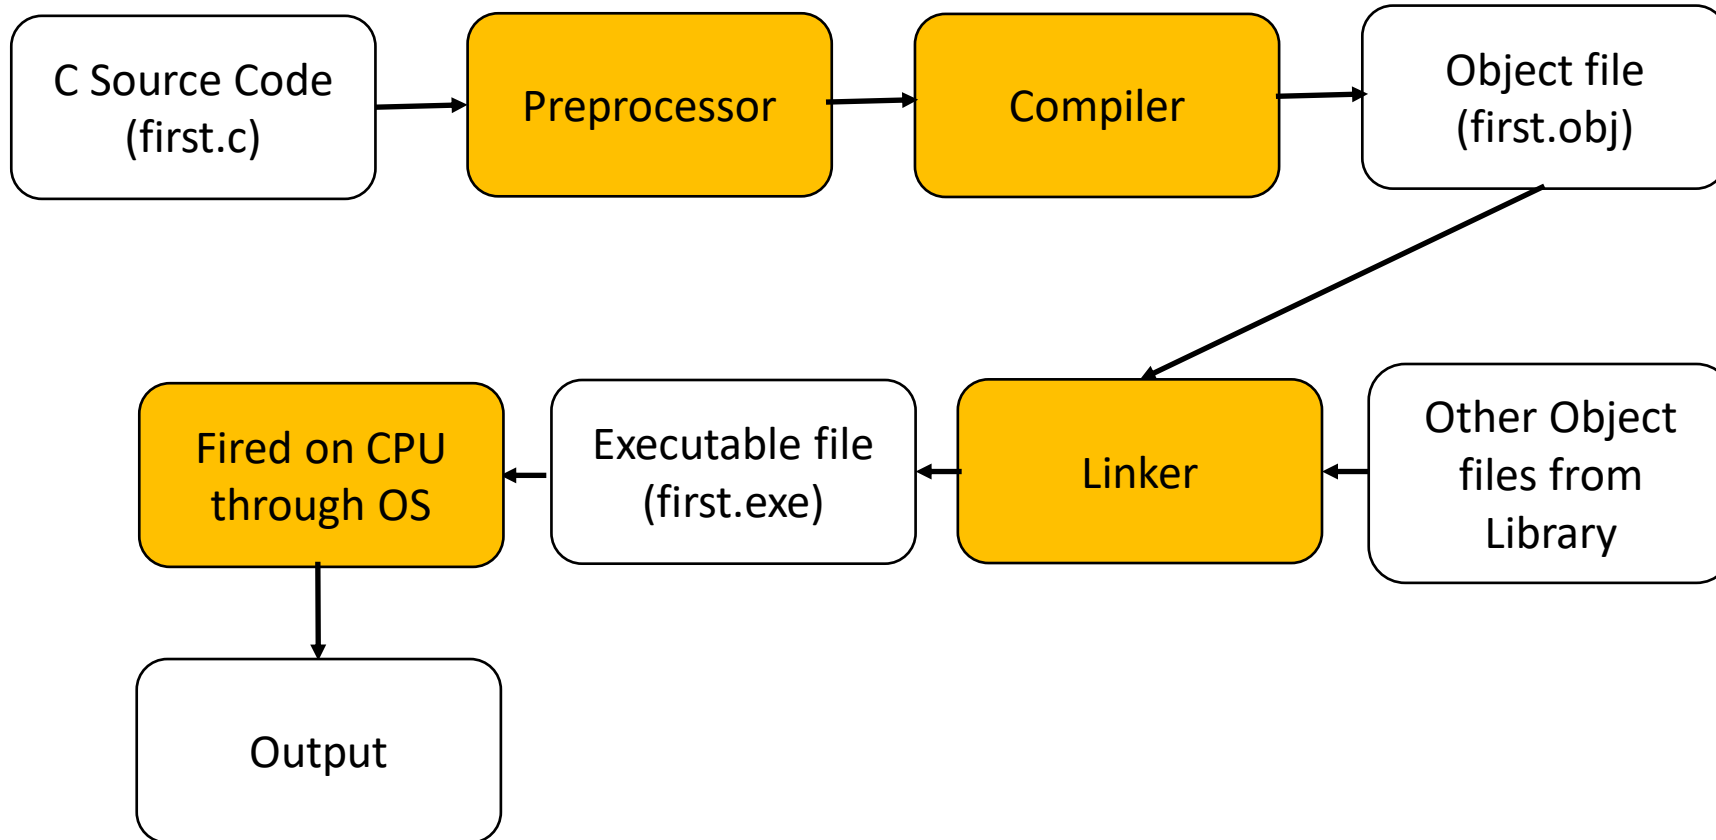 C Source Code
(first.c)
Preprocessor
Compiler
Object file
(first.obj)
Fired on CPU
through OS
Executable file
(first.exe)
Linker
Other Object
files from
Library
Output